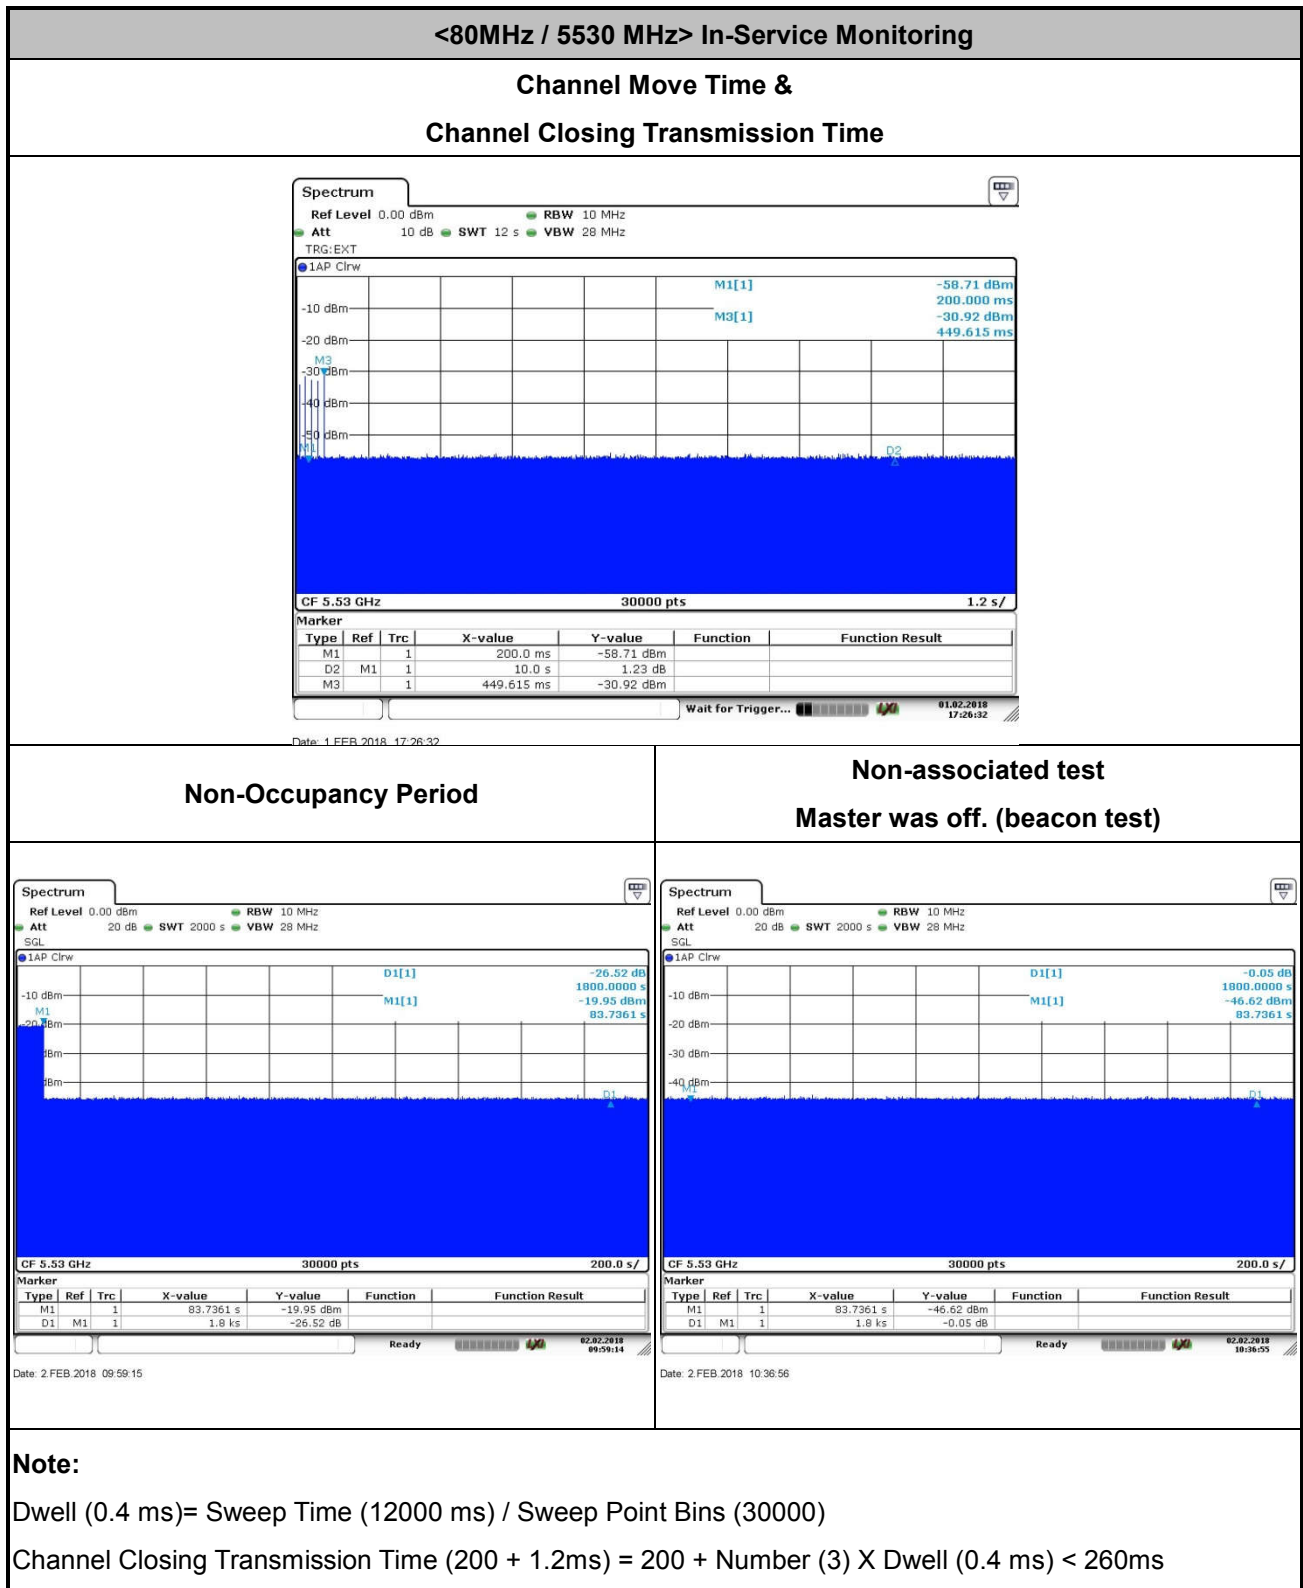 <80MHz / 5530 MHz> In-Service Monitoring
Channel Move Time &
Channel Closing Transmission Time
Spectrum
Ref Level 0.00 dBm RBW 10 MHz
Att 10 dB SWT 12 s VBW 28 MHz
TRG:EXT
1AP Clrw
M1[1] -58.71 dBm
200.000 ms
-10 dBm
M3[1] -30.92 dBm
449.615 ms
-20 dBm
M3
-30 dBm
-40 dBm
-50 dBm
M1
D2
CF 5.53 GHz 30000 pts 1.2 s/
Marker
Type Ref Trc X-value Y-value Function Function Result
M1 1 200.0 ms -58.71 dBm
D2 M1 1 10.0 s 1.23 dB
M3 1 449.615 ms -30.92 dBm
Wait for Trigger... LXI 01.02.2018
17:26:32
Date: 1.FEB.2018 17:26:32
Non-Occupancy Period
Non-associated test
Master was off. (beacon test)
Spectrum
Ref Level 0.00 dBm RBW 10 MHz
Att 20 dB SWT 2000 s VBW 28 MHz
SGL
1AP Clrw
D1[1] -26.52 dB
1800.0000 s
-10 dBm
M1[1] -19.95 dBm
83.7361 s
M1
-20 dBm
dBm
dBm
D1
CF 5.53 GHz 30000 pts 200.0 s/
Marker
Type Ref Trc X-value Y-value Function Function Result
M1 1 83.7361 s -19.95 dBm
D1 M1 1 1.8 ks -26.52 dB
Ready LXI 02.02.2018
09:59:14
Date: 2.FEB.2018 09:59:15
Spectrum
Ref Level 0.00 dBm RBW 10 MHz
Att 20 dB SWT 2000 s VBW 28 MHz
SGL
1AP Clrw
D1[1] -0.05 dB
1800.0000 s
-10 dBm
M1[1] -46.62 dBm
83.7361 s
-20 dBm
-30 dBm
-40 dBm
M1
D1
CF 5.53 GHz 30000 pts 200.0 s/
Marker
Type Ref Trc X-value Y-value Function Function Result
M1 1 83.7361 s -46.62 dBm
D1 M1 1 1.8 ks -0.05 dB
Ready LXI 02.02.2018
10:36:55
Date: 2.FEB.2018 10:36:56
Note:
Dwell (0.4 ms)= Sweep Time (12000 ms) / Sweep Point Bins (30000)
Channel Closing Transmission Time (200 + 1.2ms) = 200 + Number (3) X Dwell (0.4 ms) < 260ms